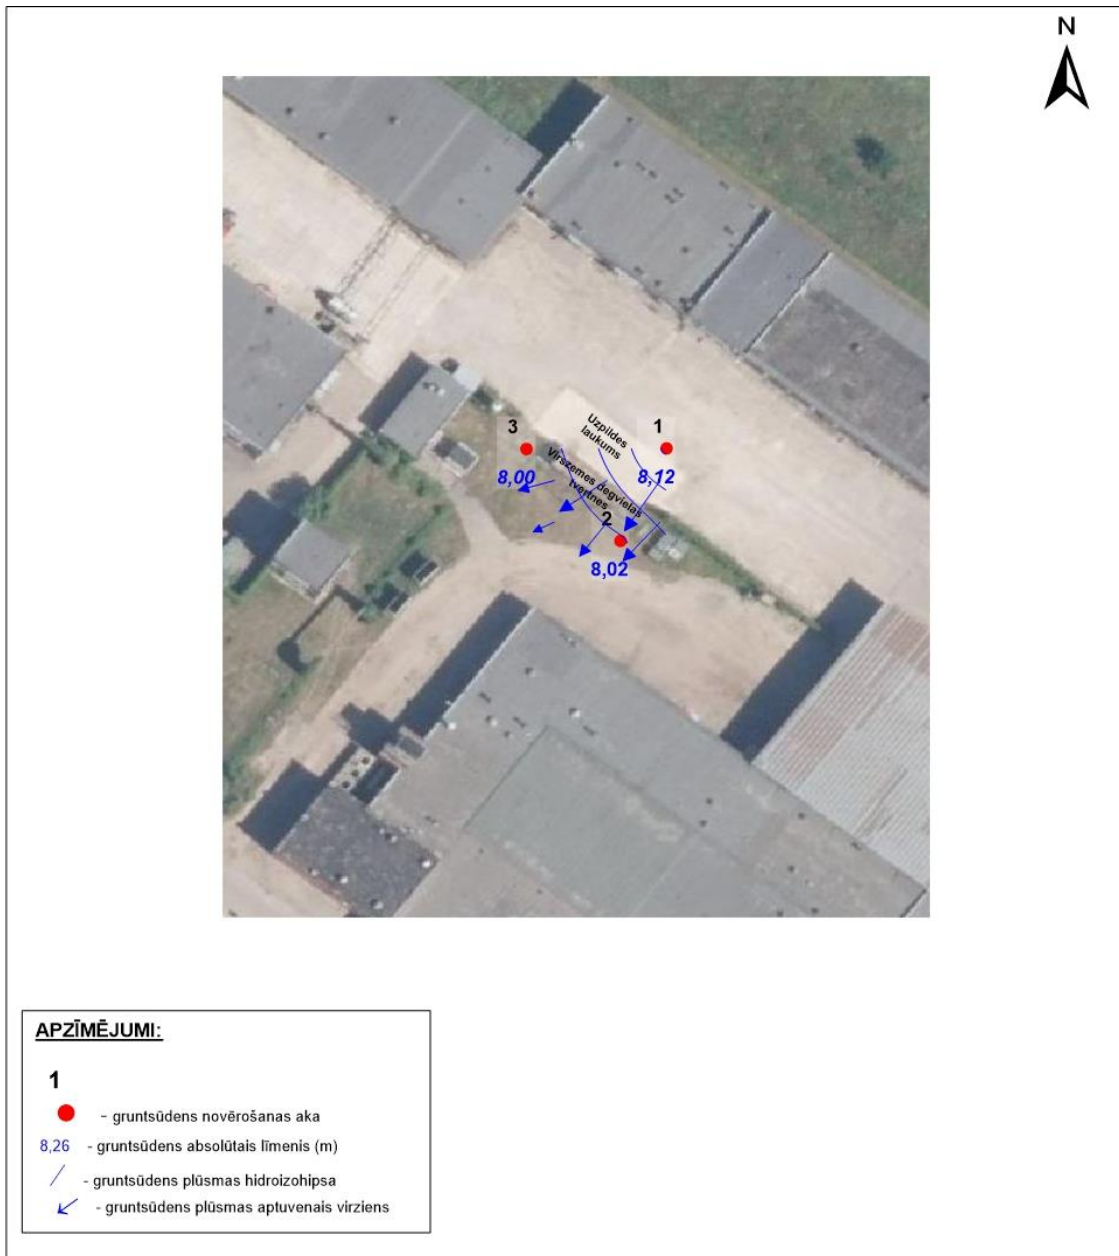 N
3
1
Uzpildes
laukums
8,00
8,12
Virszemes degvielas
tvertnes
2
8,02
APZĪMĒJUMI:
1
- gruntsūdens novērošanas aka
8,26 - gruntsūdens absolūtais līmenis (m)
- gruntsūdens plūsmas hidroizohipsa
- gruntsūdens plūsmas aptuvenais virziens